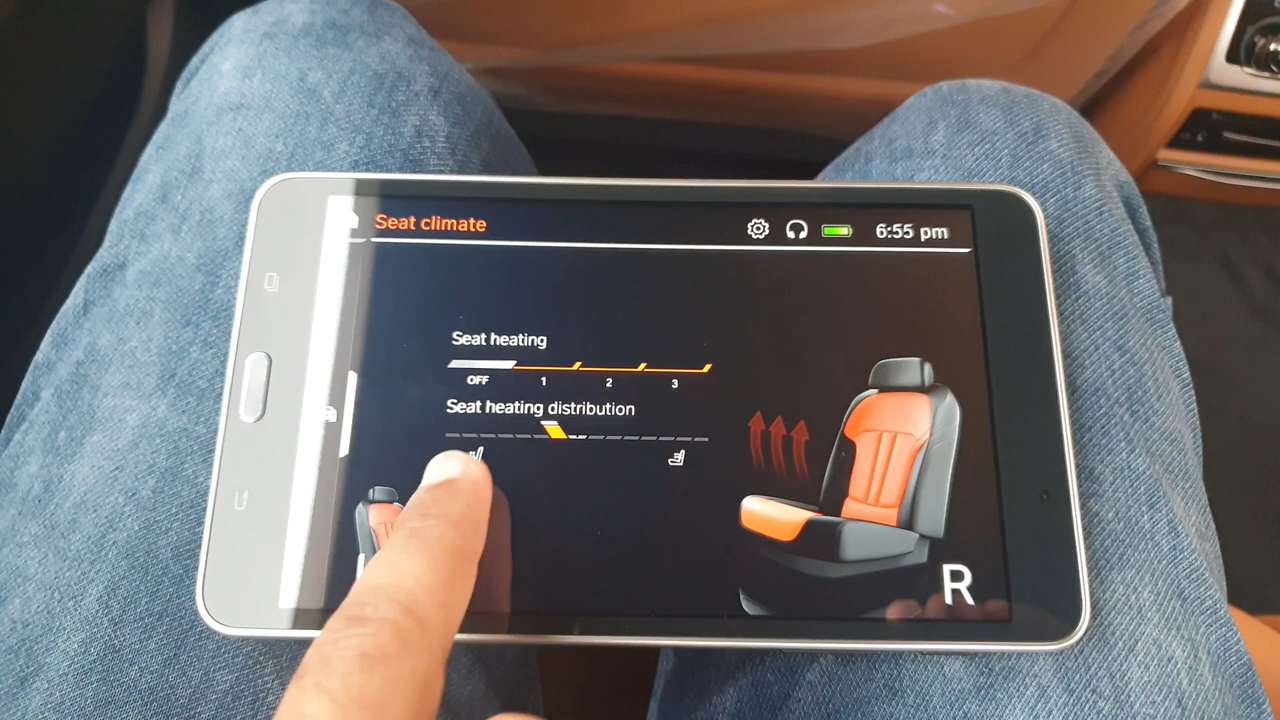 Seat climate
6:55 pm
Seat heating
OFF 1 2 3
Seat heating distribution
R